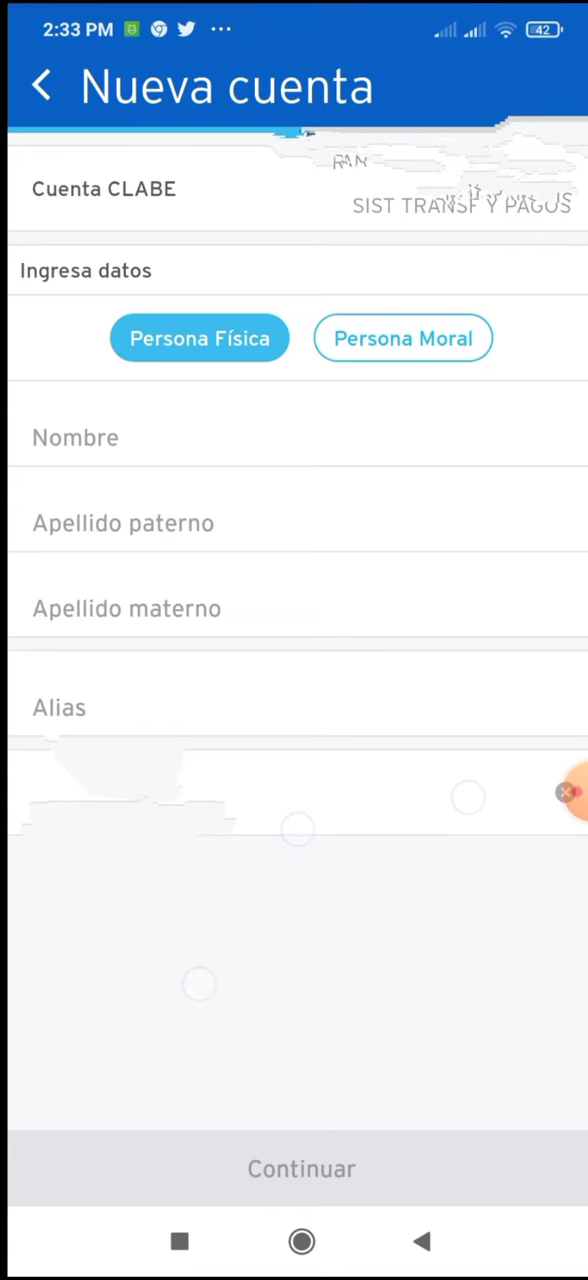 2:33 PM 42
Nueva cuenta
Cuenta CLABE
SIST TRANSF Y PAGOS
Ingresa datos
Persona Física Persona Moral
Nombre
Apellido paterno
Apellido materno
Alias
Continuar